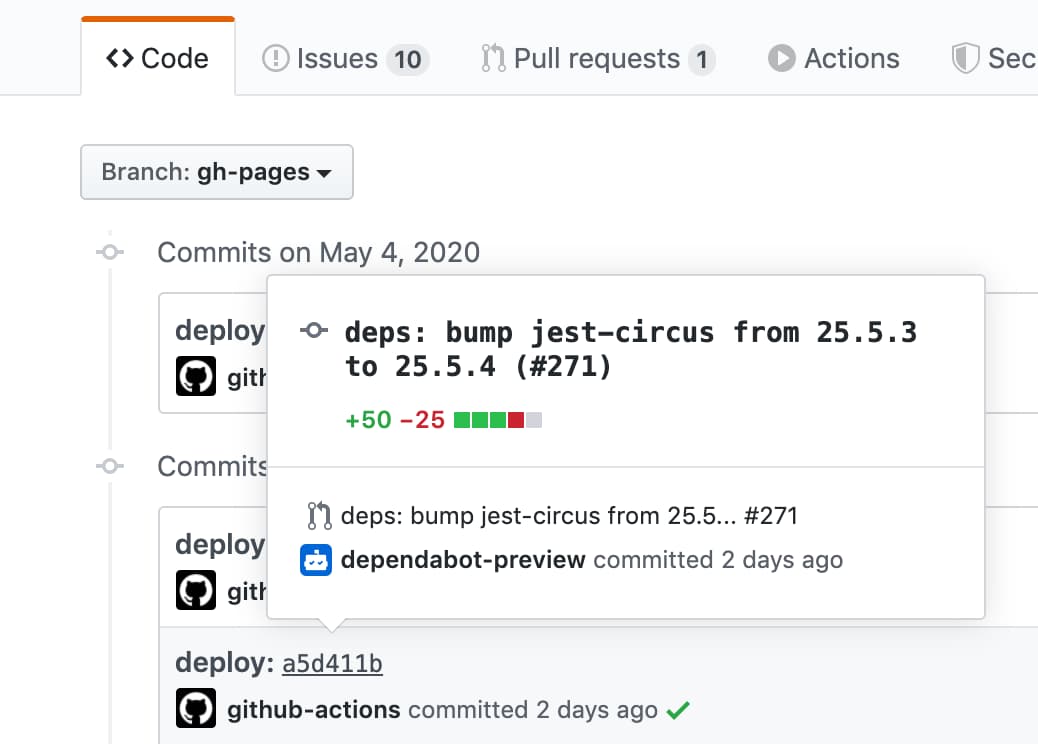 Code Issues 10 Pull requests 1 Actions Sec
Branch: gh-pages
Commits on May 4, 2020
deploy
deps: bump jest-circus from 25.5.3
to 25.5.4 (#271)
+50 −25
Commits
deps: bump jest-circus from 25.5... #271
deploy
dependabot-preview committed 2 days ago
deploy: a5d411b
github-actions committed 2 days ago